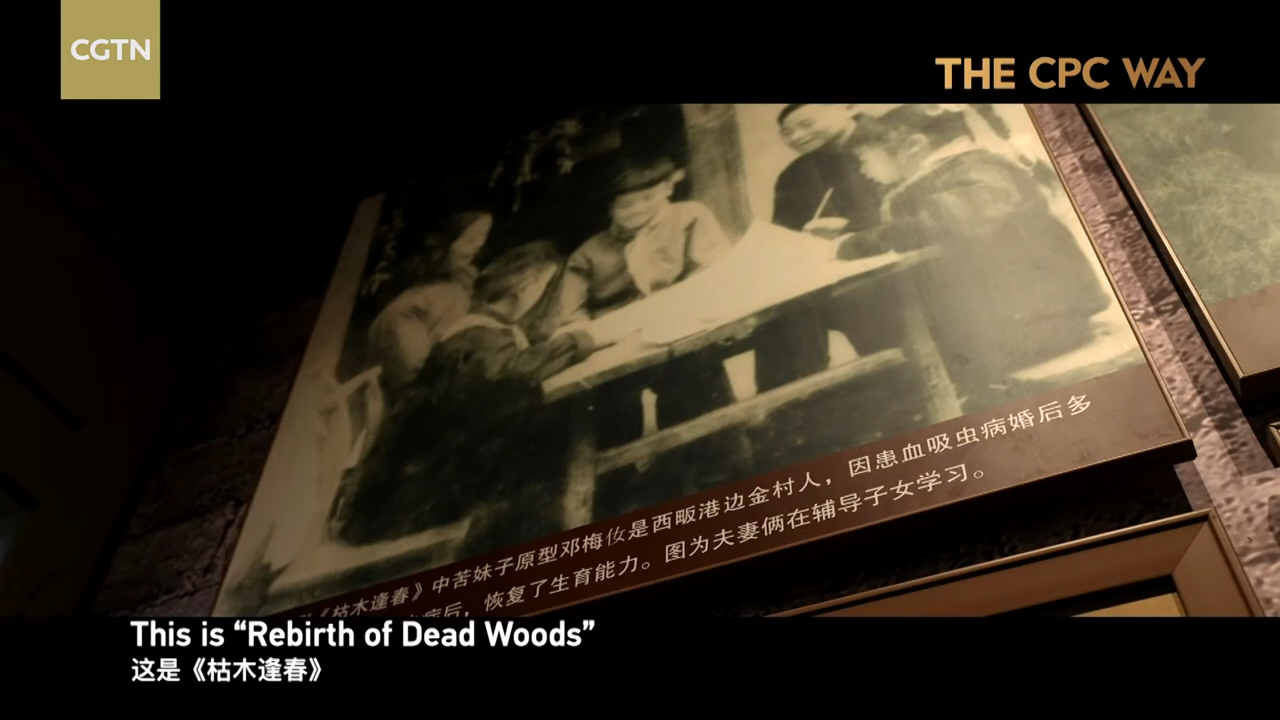 CGTN
THE CPC WAY
《枯木逢春》中苦妹子原型邓梅汝是西畈港边金村人，因患血吸虫病婚后多
病后，恢复了生育能力。图为夫妻俩在辅导子女学习。
This is “Rebirth of Dead Woods”
这是《枯木逢春》